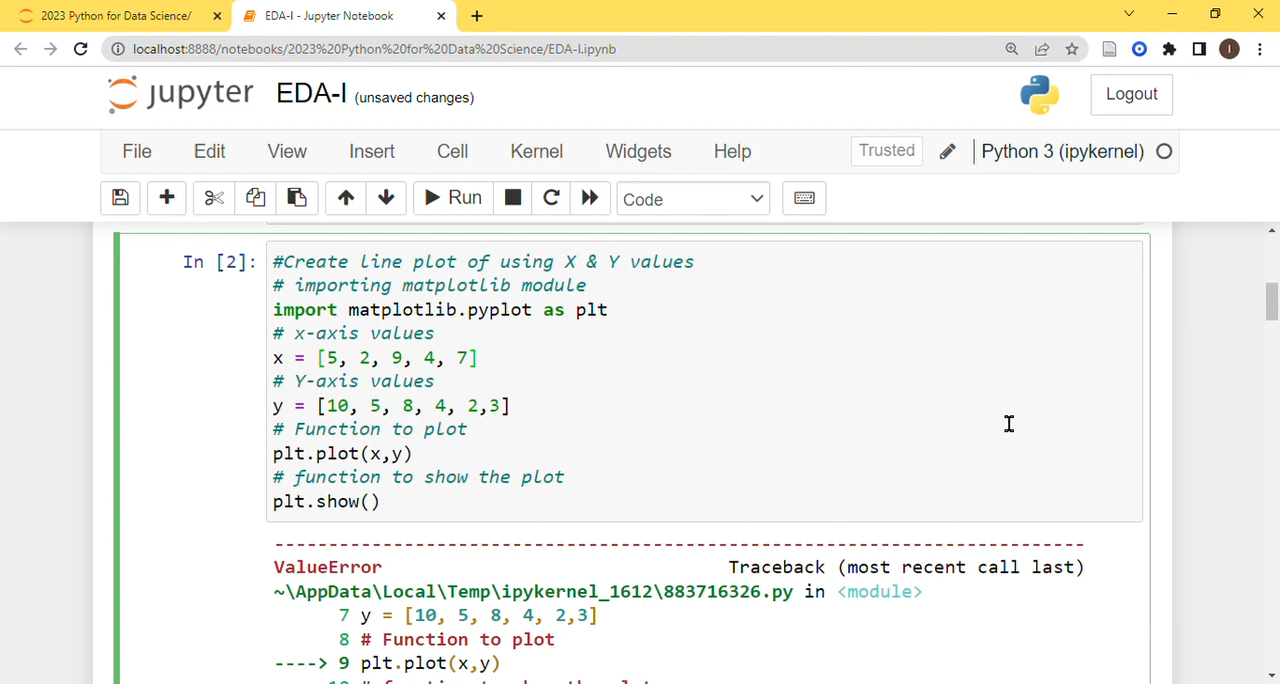 2023 Python for Data Science/
EDA-I - Jupyter Notebook
localhost:8888/notebooks/2023%20Python%20for%20Data%20Science/EDA-I.ipynb
I
jupyter EDA-I (unsaved changes)
Logout
File Edit View Insert Cell Kernel Widgets Help Trusted Python 3 (ipykernel)
Run Code
In [2]: #Create line plot of using X & Y values
# importing matplotlib module
import matplotlib.pyplot as plt
# x-axis values
x = [5, 2, 9, 4, 7]
# Y-axis values
y = [10, 5, 8, 4, 2,3]
# Function to plot
plt.plot(x,y)
# function to show the plot
plt.show()
---------------------------------------------------------------------------
ValueError Traceback (most recent call last)
~\AppData\Local\Temp\ipykernel_1612\883716326.py in <module>
7 y = [10, 5, 8, 4, 2,3]
8 # Function to plot
----> 9 plt.plot(x,y)